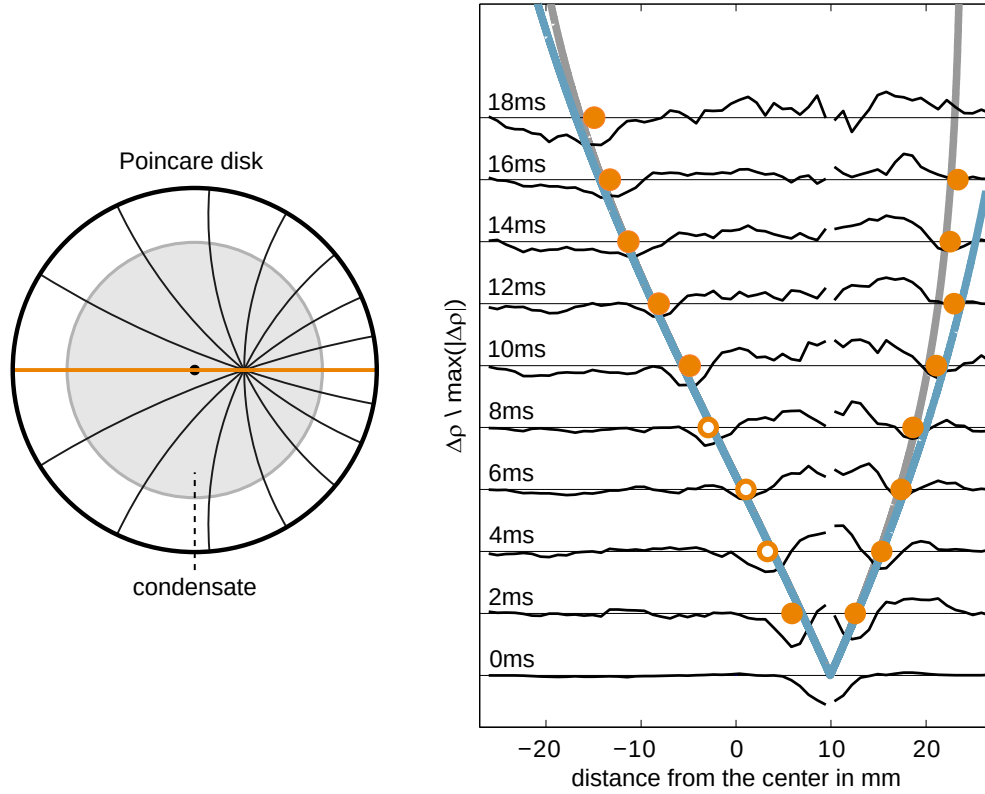 Poincare disk
condensate
Δρ \ max(|Δρ|)
18ms
16ms
14ms
12ms
10ms
8ms
6ms
4ms
2ms
0ms
−20 −10 0 10 20
distance from the center in mm